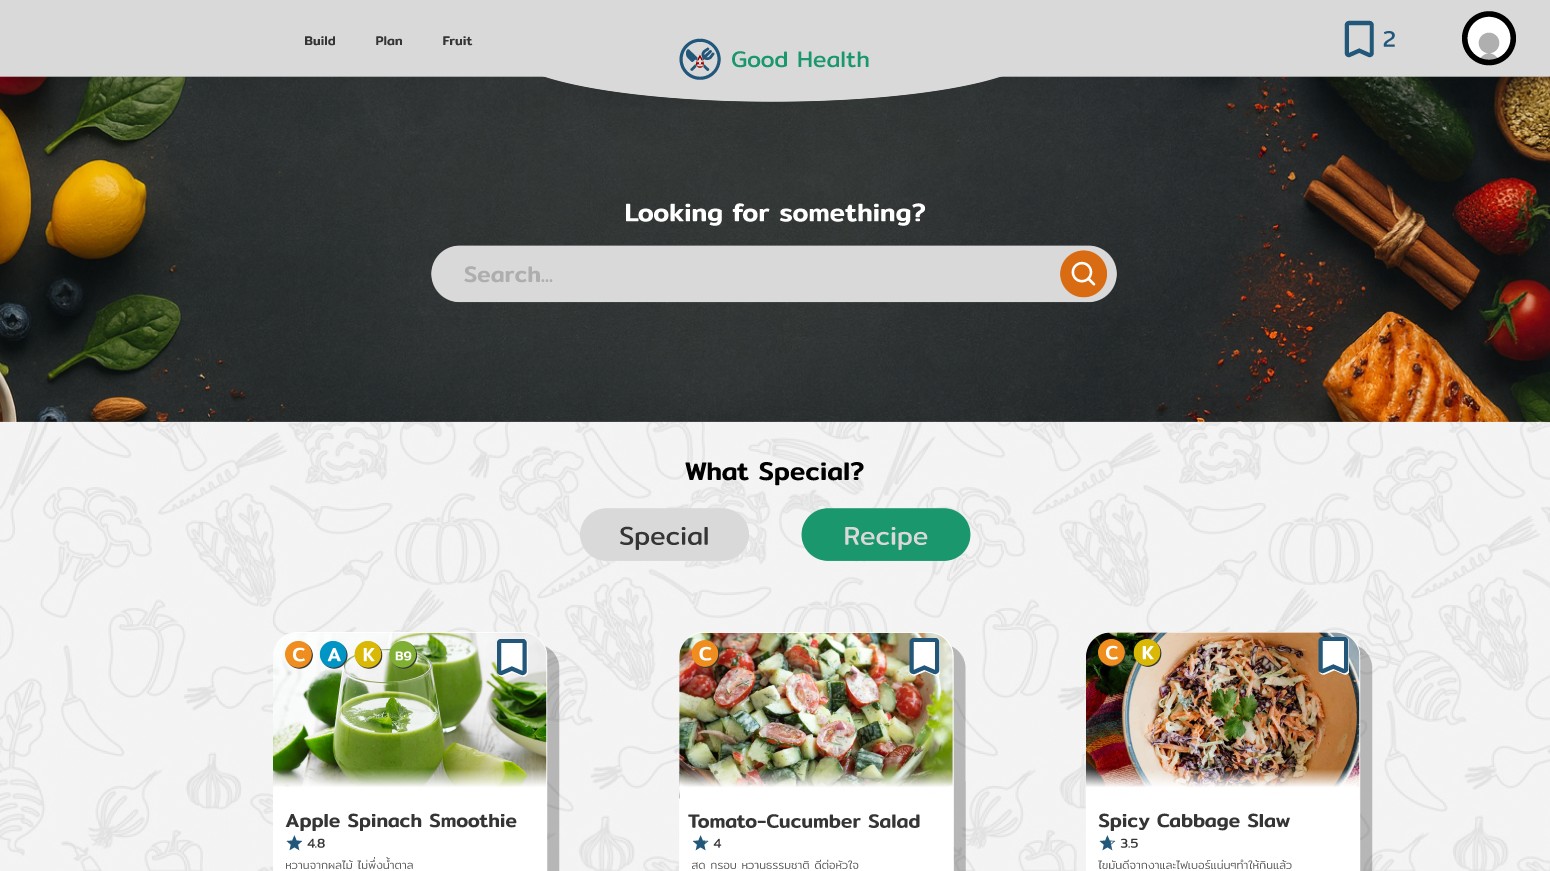 Build Plan Fruit
Good Health
2
Looking for something?
Search...
What Special?
Special Recipe
C A K B9
C
C K
Apple Spinach Smoothie
4.8
หวานจากผลไม้ ไม่พึ่งน้ำตาล
Tomato-Cucumber Salad
4
สด กรอบ หวานธรรมชาติ ดีต่อหัวใจ
Spicy Cabbage Slaw
3.5
ไขมันดีจากงาและไฟเบอร์แน่นๆทำให้กินแล้ว